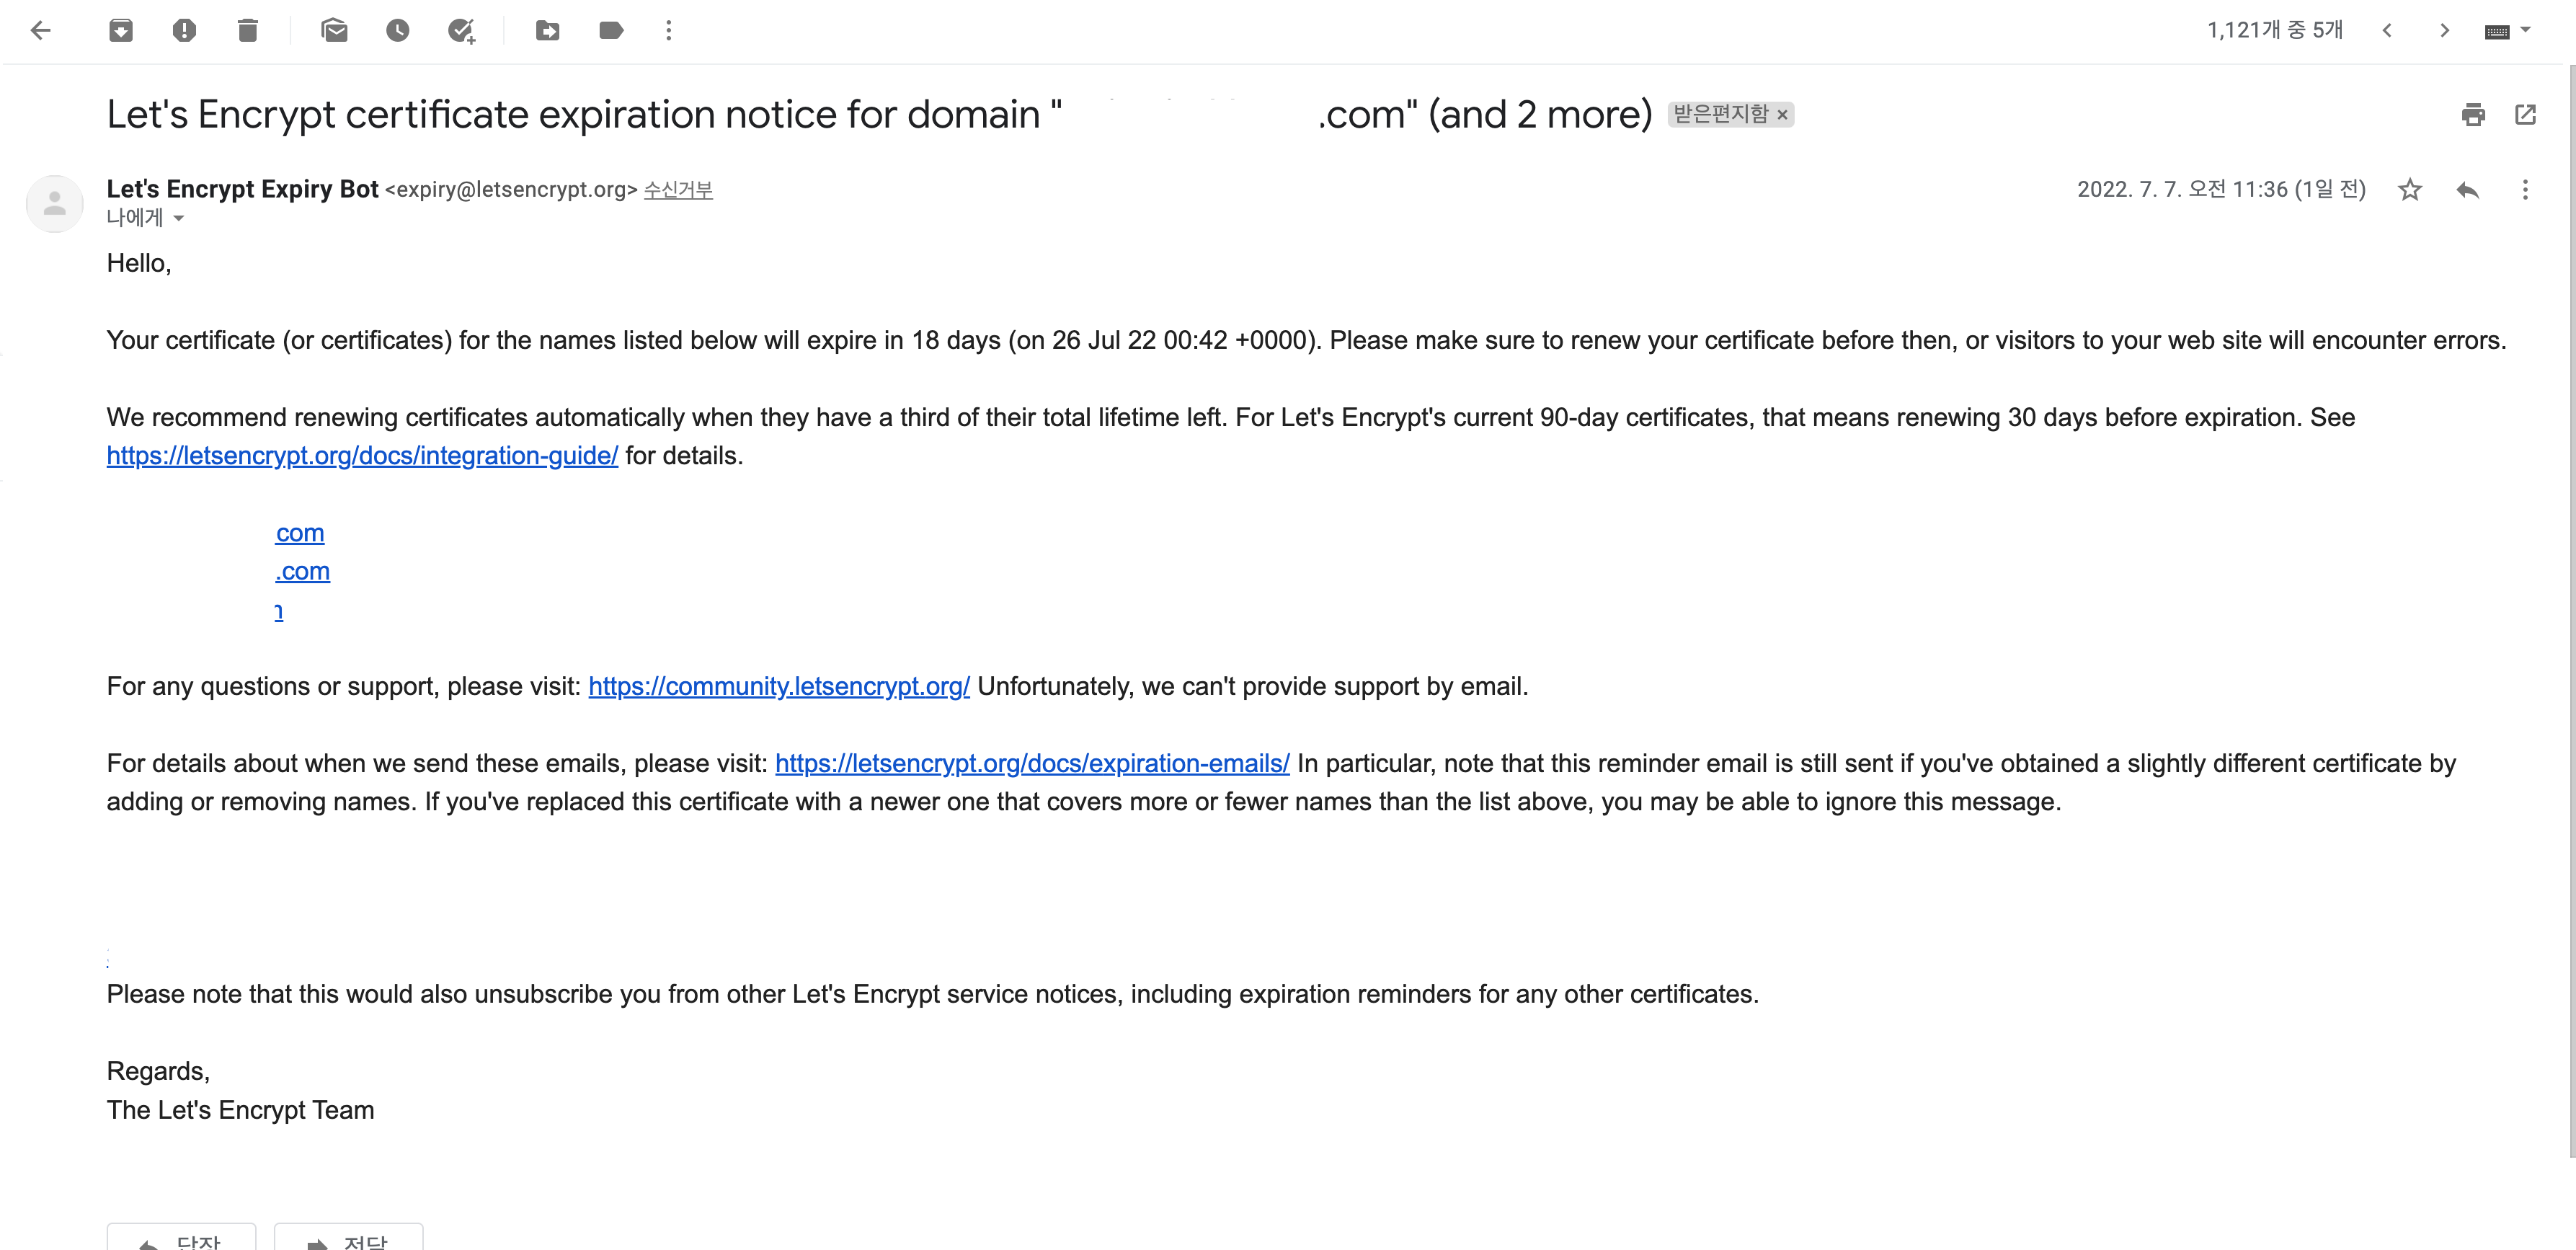 1,121개 중 5개
Let's Encrypt certificate expiration notice for domain " .com" (and 2 more) 받은편지함 ×
Let's Encrypt Expiry Bot <expiry@letsencrypt.org> 수신거부
2022. 7. 7. 오전 11:36 (1일 전)
나에게
Hello,
Your certificate (or certificates) for the names listed below will expire in 18 days (on 26 Jul 22 00:42 +0000). Please make sure to renew your certificate before then, or visitors to your web site will encounter errors.
We recommend renewing certificates automatically when they have a third of their total lifetime left. For Let's Encrypt's current 90-day certificates, that means renewing 30 days before expiration. See
https://letsencrypt.org/docs/integration-guide/ for details.
com
.com
For any questions or support, please visit: https://community.letsencrypt.org/ Unfortunately, we can't provide support by email.
For details about when we send these emails, please visit: https://letsencrypt.org/docs/expiration-emails/ In particular, note that this reminder email is still sent if you've obtained a slightly different certificate by
adding or removing names. If you've replaced this certificate with a newer one that covers more or fewer names than the list above, you may be able to ignore this message.
Please note that this would also unsubscribe you from other Let's Encrypt service notices, including expiration reminders for any other certificates.
Regards,
The Let's Encrypt Team
답장 전달